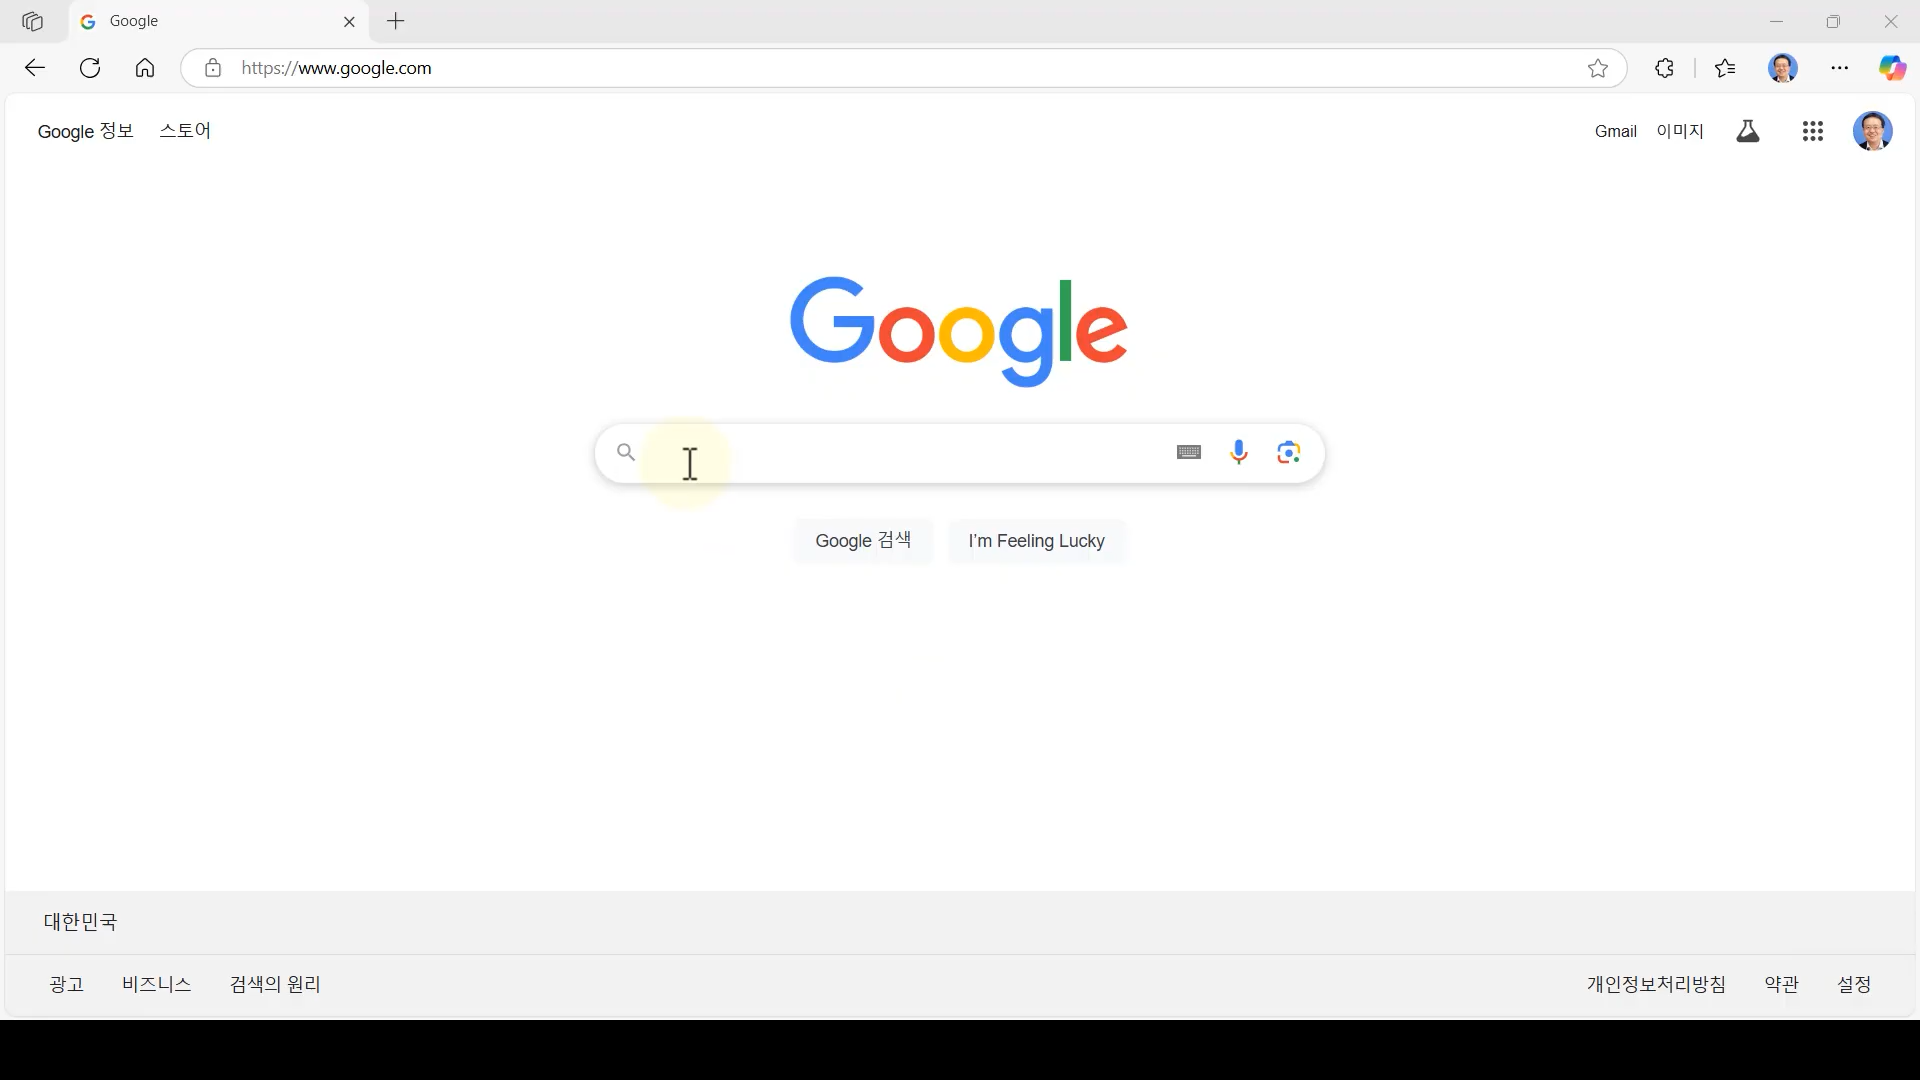 Google
https://www.google.com
Google 정보 스토어
Gmail 이미지
Google
Google 검색 I'm Feeling Lucky
대한민국
광고 비즈니스 검색의 원리
개인정보처리방침 약관 설정